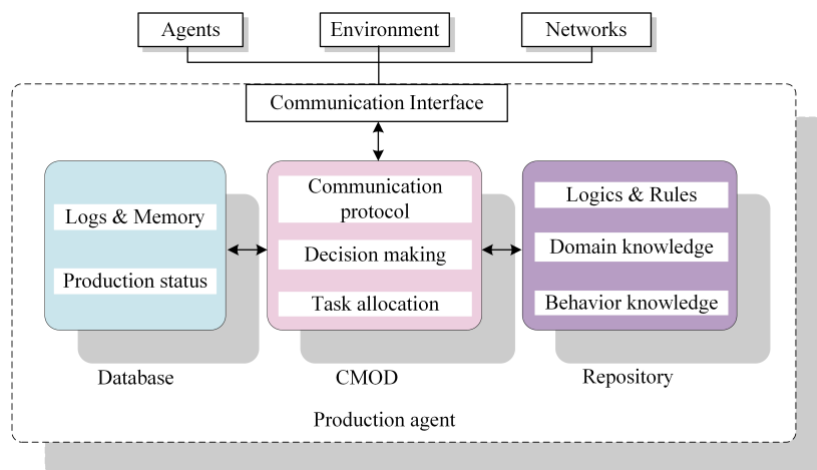 Agents
Environment
Networks
Communication Interface
Logs & Memory
Production status
Communication
protocol
Decision making
Task allocation
Logics & Rules
Domain knowledge
Behavior knowledge
Database
CMOD
Repository
Production agent